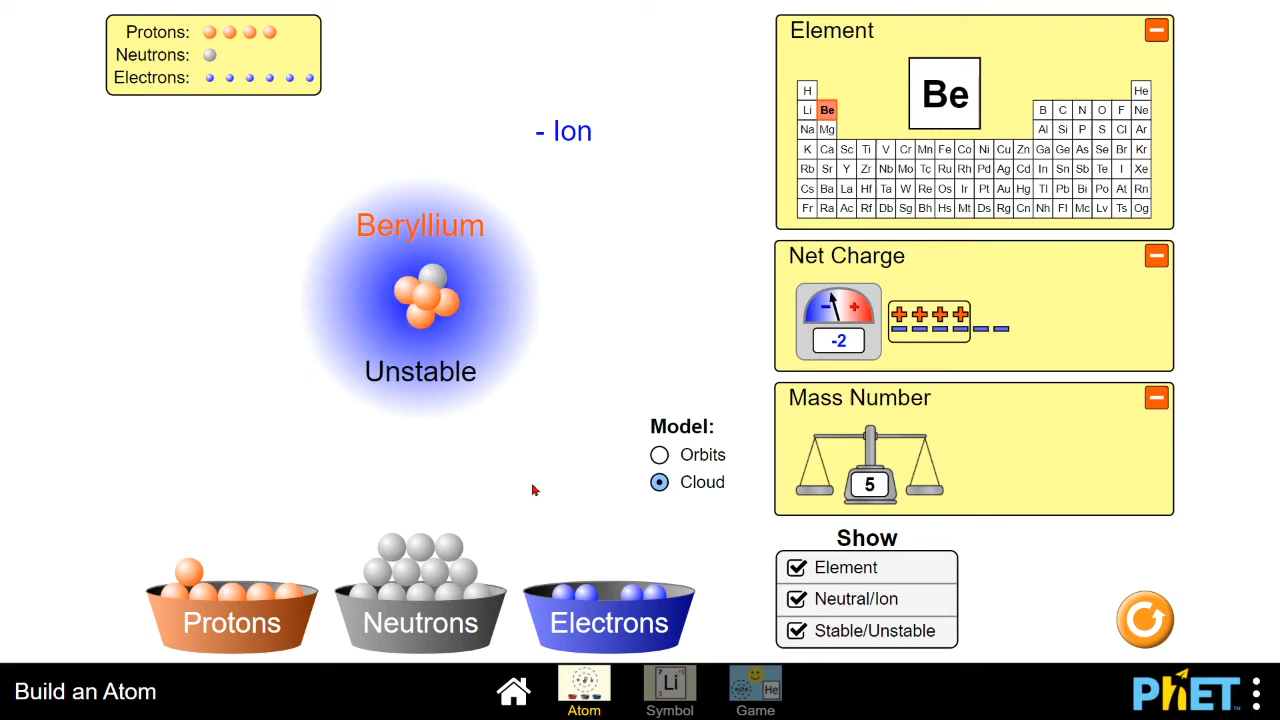 Protons:
Neutrons:
Electrons:
- Ion
Beryllium
Unstable
Element
Be
H He
Li Be B C N O F Ne
Na Mg Al Si P S Cl Ar
K Ca Sc Ti V Cr Mn Fe Co Ni Cu Zn Ga Ge As Se Br Kr
Rb Sr Y Zr Nb Mo Tc Ru Rh Pd Ag Cd In Sn Sb Te I Xe
Cs Ba La Hf Ta W Re Os Ir Pt Au Hg Tl Pb Bi Po At Rn
Fr Ra Ac Rf Db Sg Bh Hs Mt Ds Rg Cn Nh Fl Mc Lv Ts Og
Net Charge
- +
-2
Mass Number
5
Model:
Orbits
Cloud
Show
Element
Neutral/Ion
Stable/Unstable
Protons
Neutrons
Electrons
Build an Atom
Atom
7 +1
Li
3
Symbol
He
Game
PhET